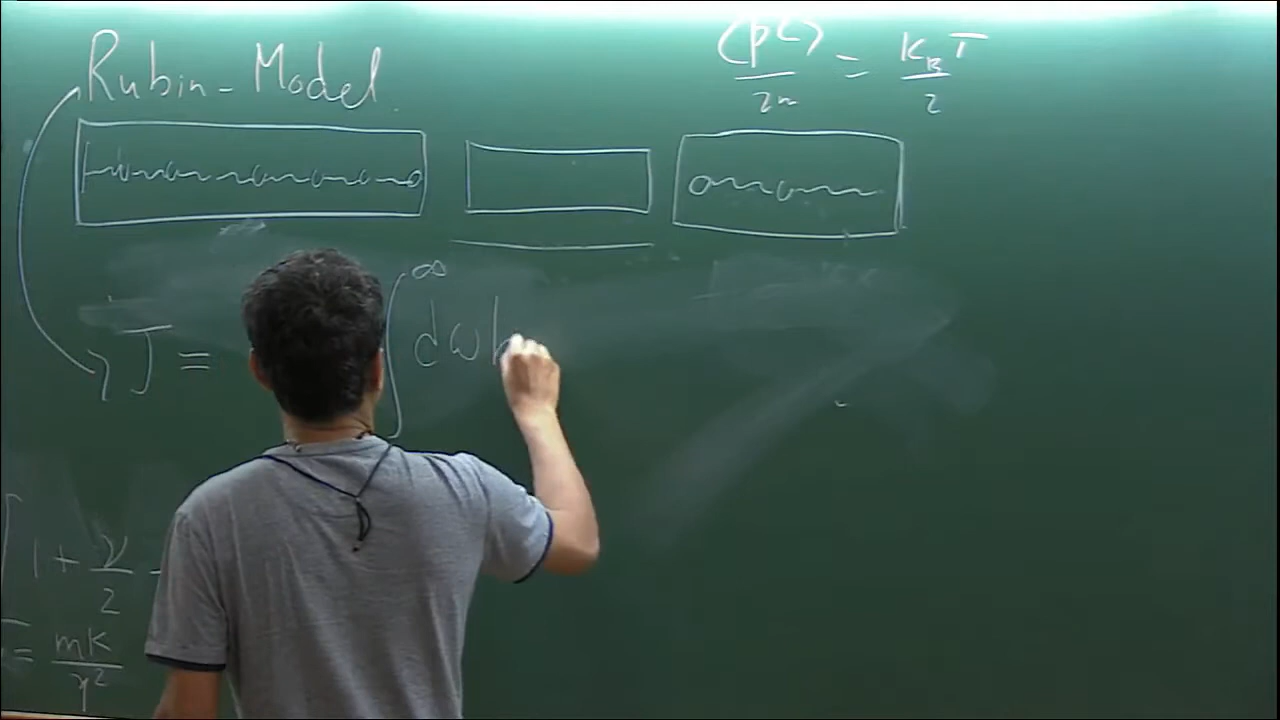 Rubin-Model.
⟨p²⟩/2m = K_B T/2
J = ∫^∞ dω
∫ 1 + ν/2 -
= mK/γ²